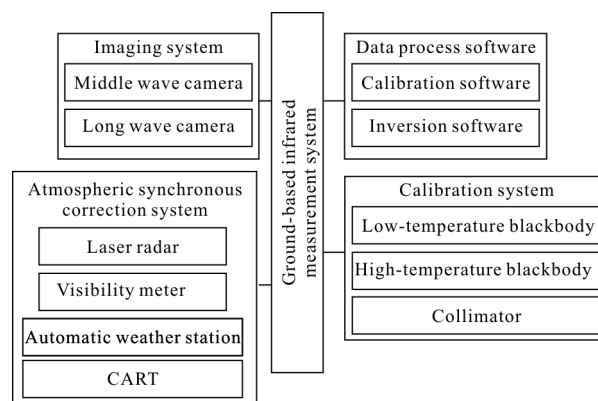 Imaging system
Middle wave camera
Long wave camera
Atmospheric synchronous
correction system
Laser radar
Visibility meter
Automatic weather station
CART
Ground-based infrared
measurement system
Data process software
Calibration software
Inversion software
Calibration system
Low-temperature blackbody
High-temperature blackbody
Collimator